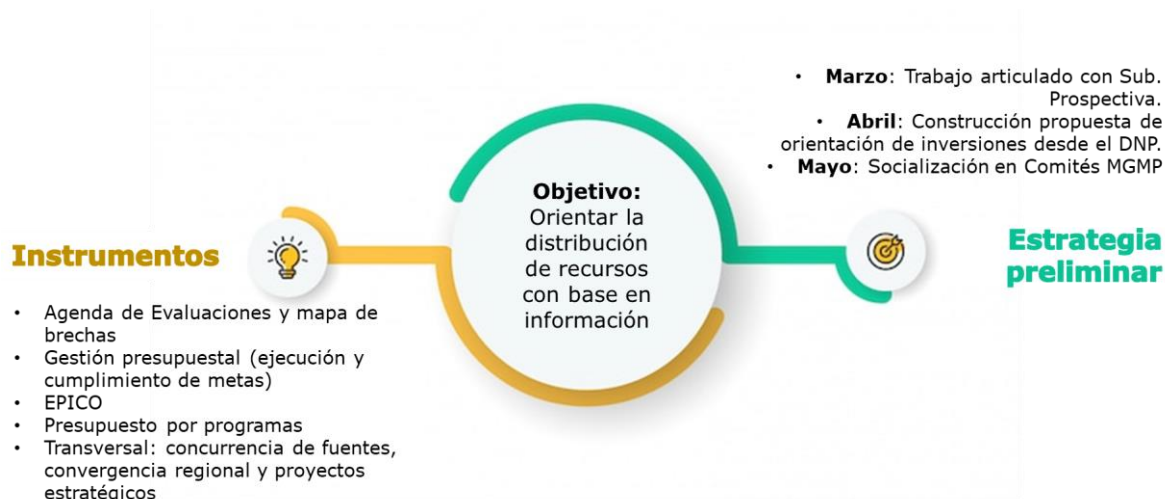 Instrumentos
• Agenda de Evaluaciones y mapa de
brechas
• Gestión presupuestal (ejecución y
cumplimiento de metas)
• EPICO
• Presupuesto por programas
• Transversal: concurrencia de fuentes,
convergencia regional y proyectos
estratégicos
Objetivo:
Orientar la
distribución
de recursos
con base en
información
• Marzo: Trabajo articulado con Sub.
Prospectiva.
• Abril: Construcción propuesta de
orientación de inversiones desde el DNP.
• Mayo: Socialización en Comités MGMP
Estrategia
preliminar